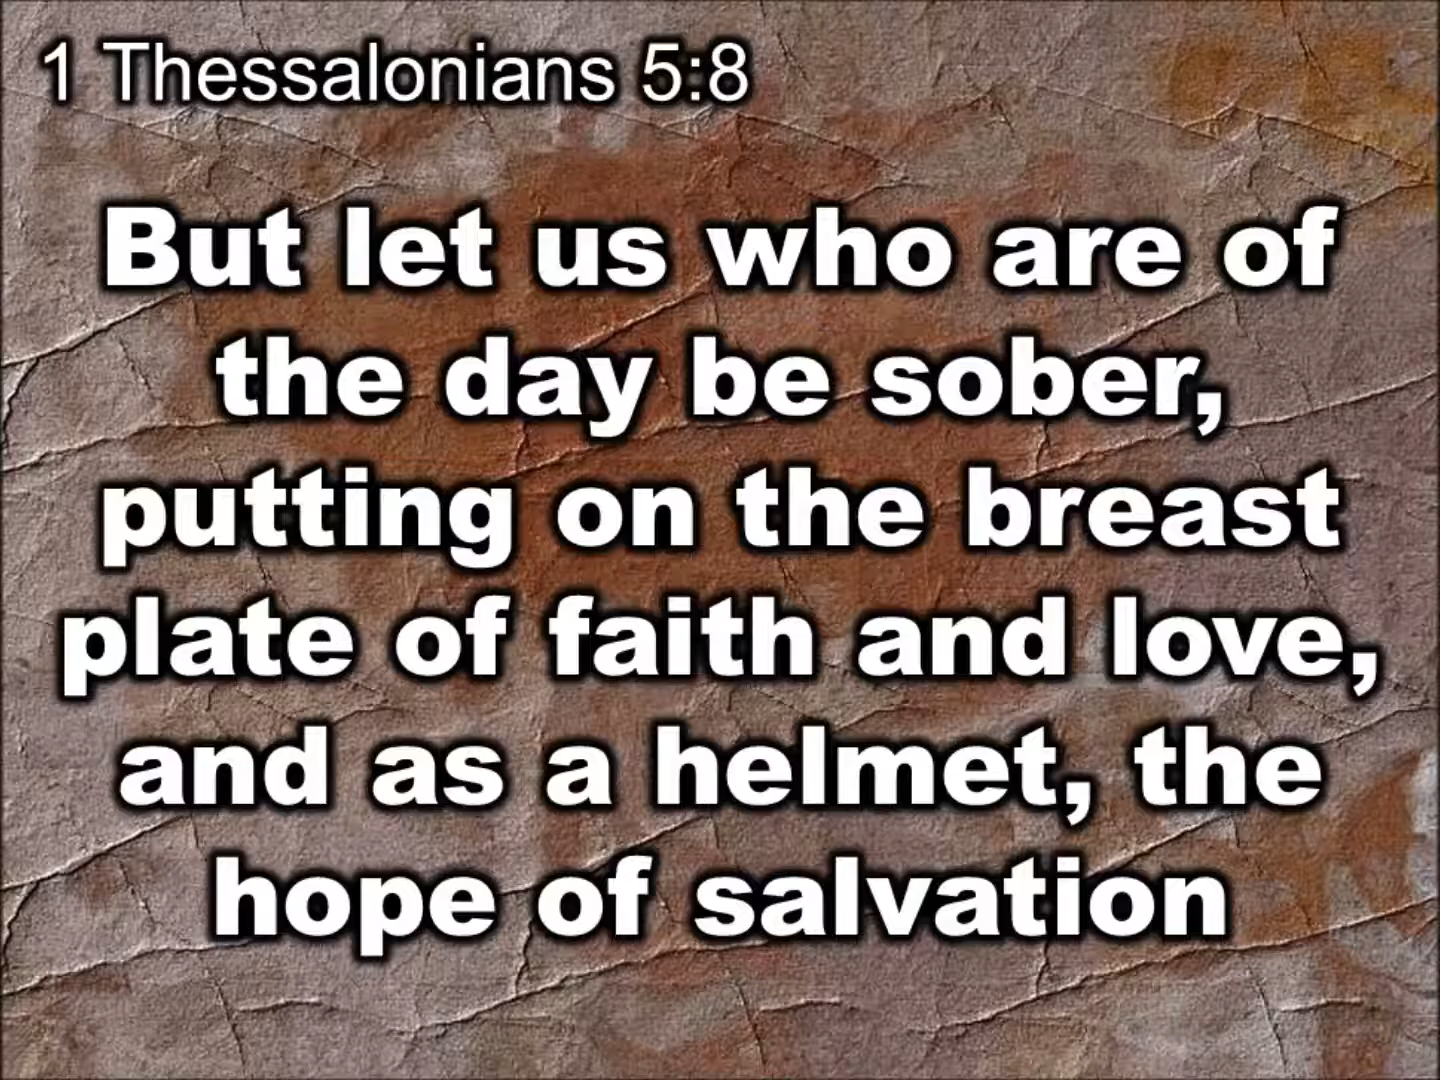 1 Thessalonians 5:8
But let us who are of
the day be sober,
putting on the breast
plate of faith and love,
and as a helmet, the
hope of salvation